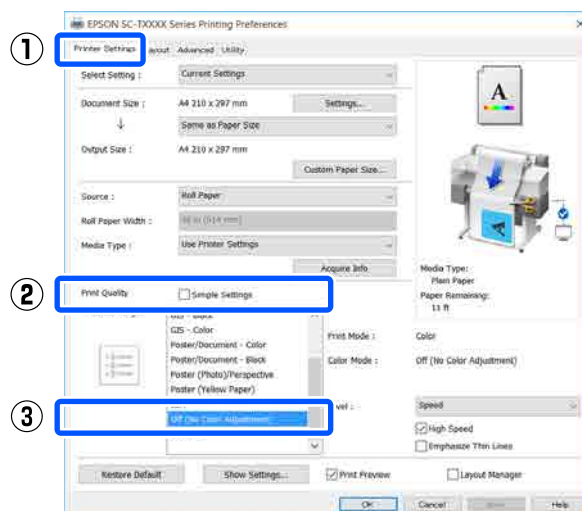 EPSON SC-TXXXX Series Printing Preferences
①
Printer Settings Layout Advanced Utility
Select Setting : Current Settings
Document Size : A4 210 x 297 mm Settings...
Same as Paper Size
Output Size : A4 210 x 297 mm
Custom Paper Size...
A
Source : Roll Paper
Roll Paper Width :
Media Type : Use Printer Settings
Acquire Info
Media Type:
Plain Paper
Paper Remaining:
11 ft
②
Print Quality Simple Settings
GIS - Color
Poster/Document - Color
Poster/Document - Black
Poster (Photo)/Perspective
Poster (Yellow Paper)
Off (No Color Adjustment)
Print Mode : Color
Color Mode : Off (No Color Adjustment)
③
Speed
High Speed
Emphasize Thin Lines
Restore Default Show Settings... Print Preview Layout Manager
OK Cancel Help